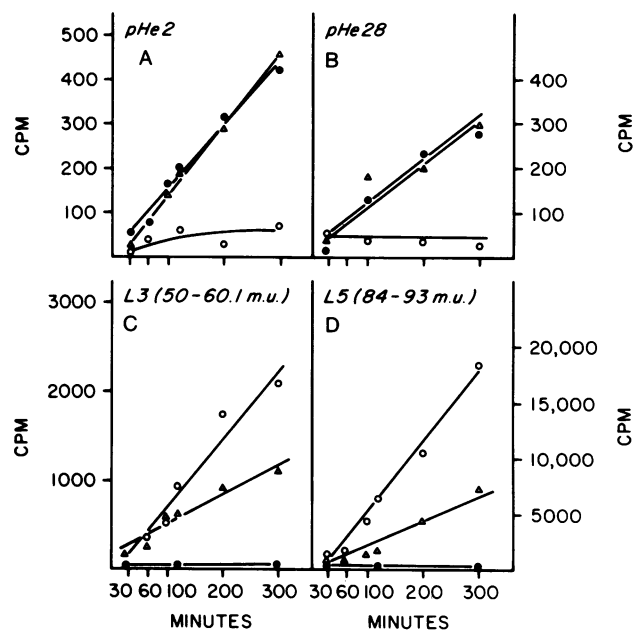 pHe2
pHe28
A
B
500
400
300
200
100
CPM
400
300
200
100
CPM
L3 (50-60.1 m.u.)
L5 (84-93 m.u.)
C
D
3000
2000
1000
CPM
20,000
15,000
10,000
5000
CPM
30 60 100 200 300
30 60 100 200 300
MINUTES
MINUTES